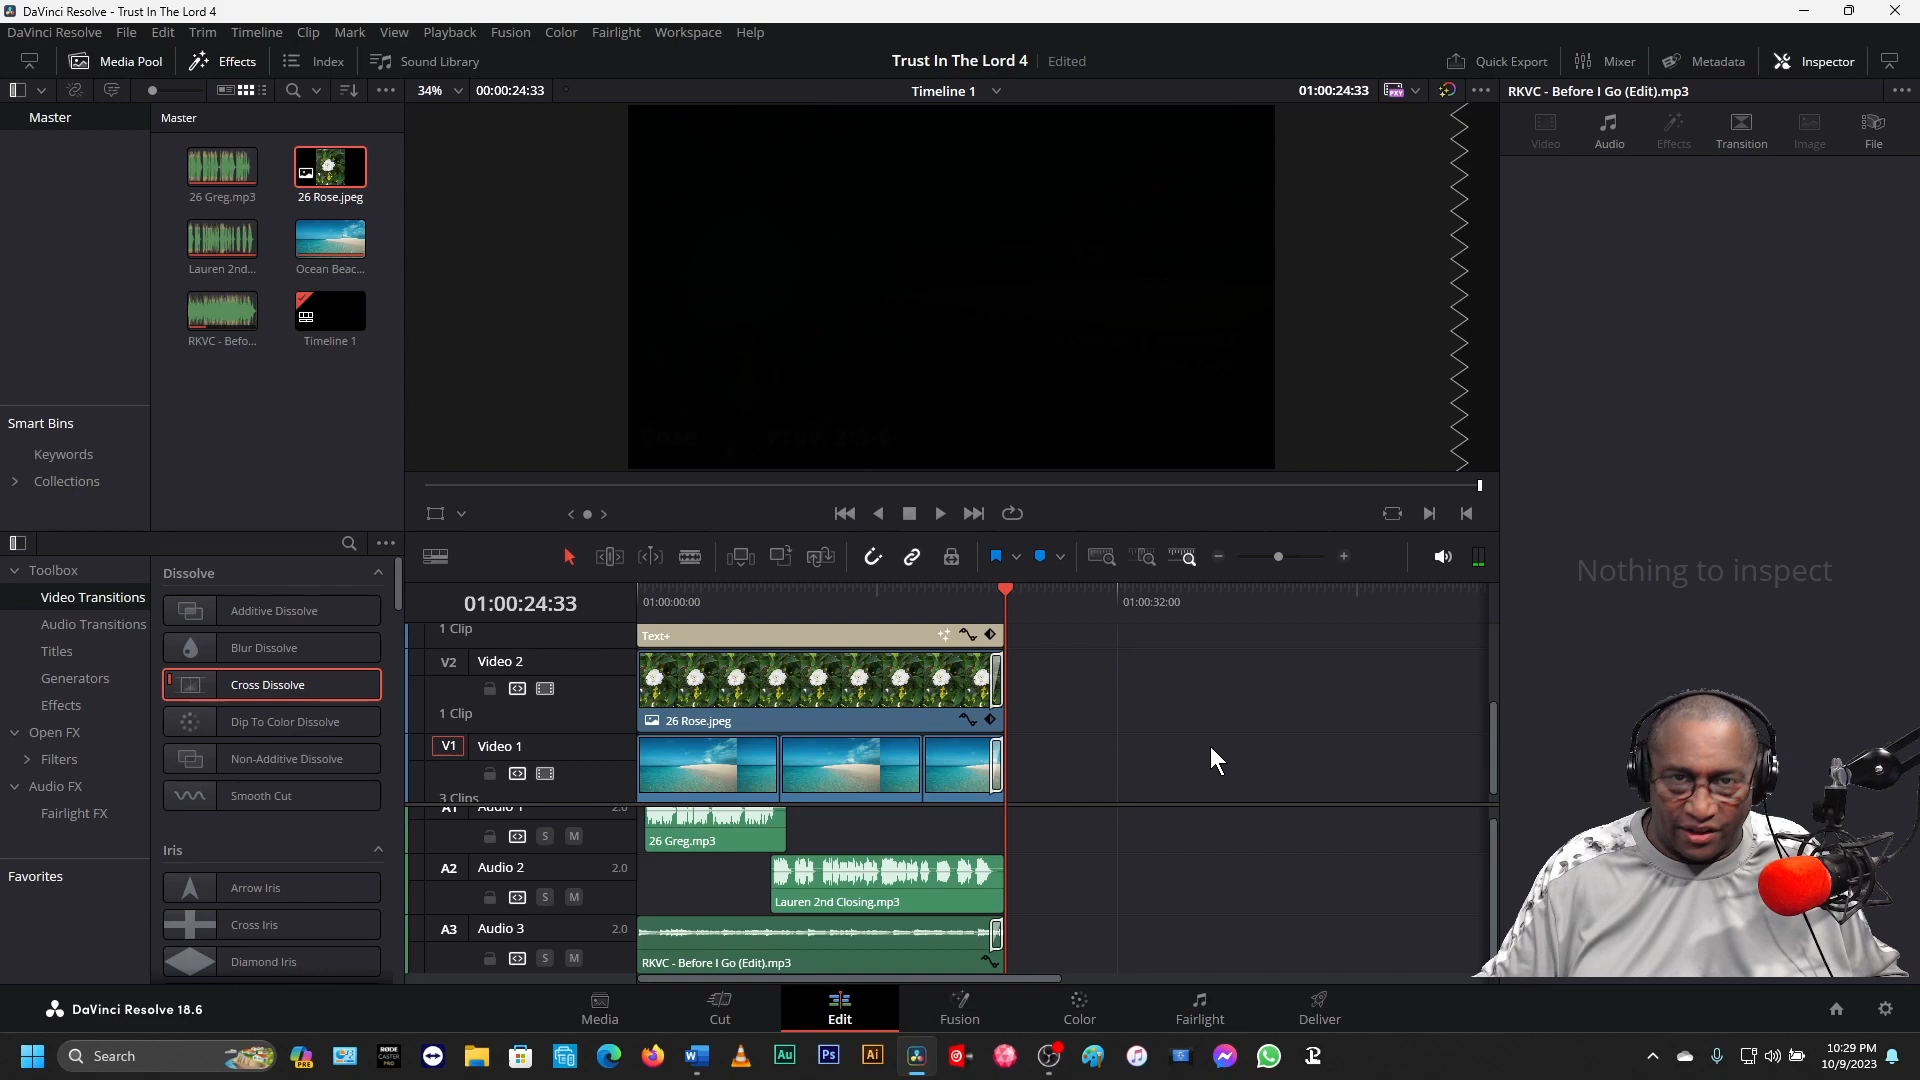 DaVinci Resolve - Trust In The Lord 4
DaVinci Resolve File Edit Trim Timeline Clip Mark View Playback Fusion Color Fairlight Workspace Help
Media Pool Effects Index Sound Library Trust In The Lord 4 Edited Quick Export Mixer Metadata Inspector
34% 00:00:24:33 Timeline 1 01:00:24:33 RKVC - Before I Go (Edit).mp3
Master
Master
Video Audio Effects Transition Image File
26 Greg.mp3 26 Rose.jpeg
Lauren 2nd... Ocean Beac...
RKVC - Befo... Timeline 1
Smart Bins
Keywords
Collections
Nothing to inspect
Toolbox
Video Transitions
Audio Transitions
Titles
Generators
Effects
Open FX
Filters
Audio FX
Fairlight FX
Favorites
Dissolve
Additive Dissolve
Blur Dissolve
Cross Dissolve
Dip To Color Dissolve
Non-Additive Dissolve
Smooth Cut
Iris
Arrow Iris
Cross Iris
Diamond Iris
01:00:24:33 01:00:00:00 01:00:32:00
1 Clip Text+
V2 Video 2
1 Clip 26 Rose.jpeg
V1 Video 1
3 Clips
A1 Audio 1 2.0
S M 26 Greg.mp3
A2 Audio 2 2.0
S M Lauren 2nd Closing.mp3
A3 Audio 3 2.0
S M RKVC - Before I Go (Edit).mp3
DaVinci Resolve 18.6 Media Cut Edit Fusion Color Fairlight Deliver
Search 10:29 PM
10/9/2023